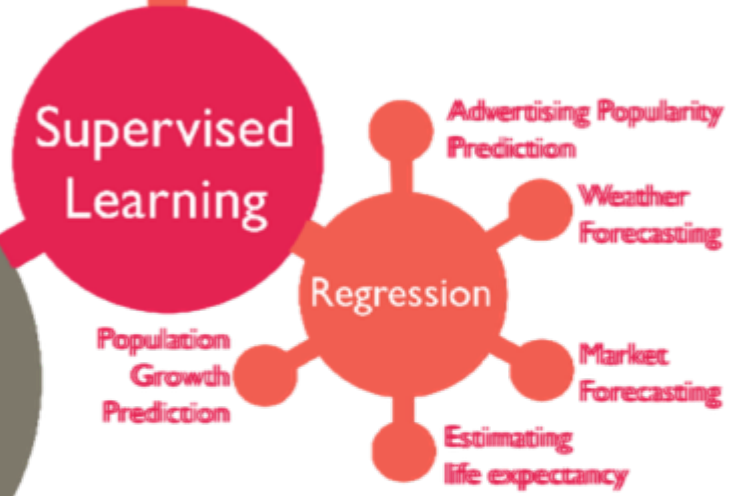 Supervised
Learning
Advertising Popularity
Prediction
Weather
Forecasting
Regression
Population
Growth
Prediction
Market
Forecasting
Estimating
life expectancy